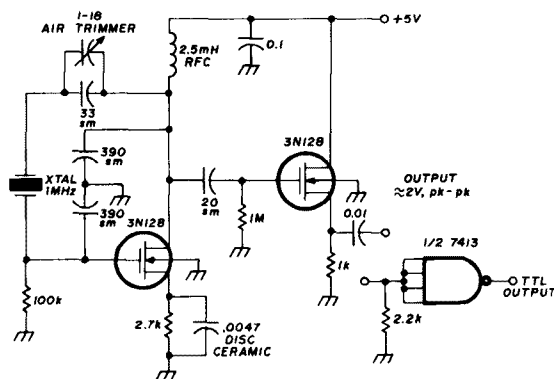 1-18
AIR TRIMMER
33
sm
2.5mH
RFC
0.1
+5V
390
sm
XTAL
1MHz
390
sm
3N128
20
sm
1M
3N128
OUTPUT
≈2V, pk-pk
0.01
1k
1/2 7413
TTL
OUTPUT
2.2k
100k
2.7k
.0047
DISC
CERAMIC